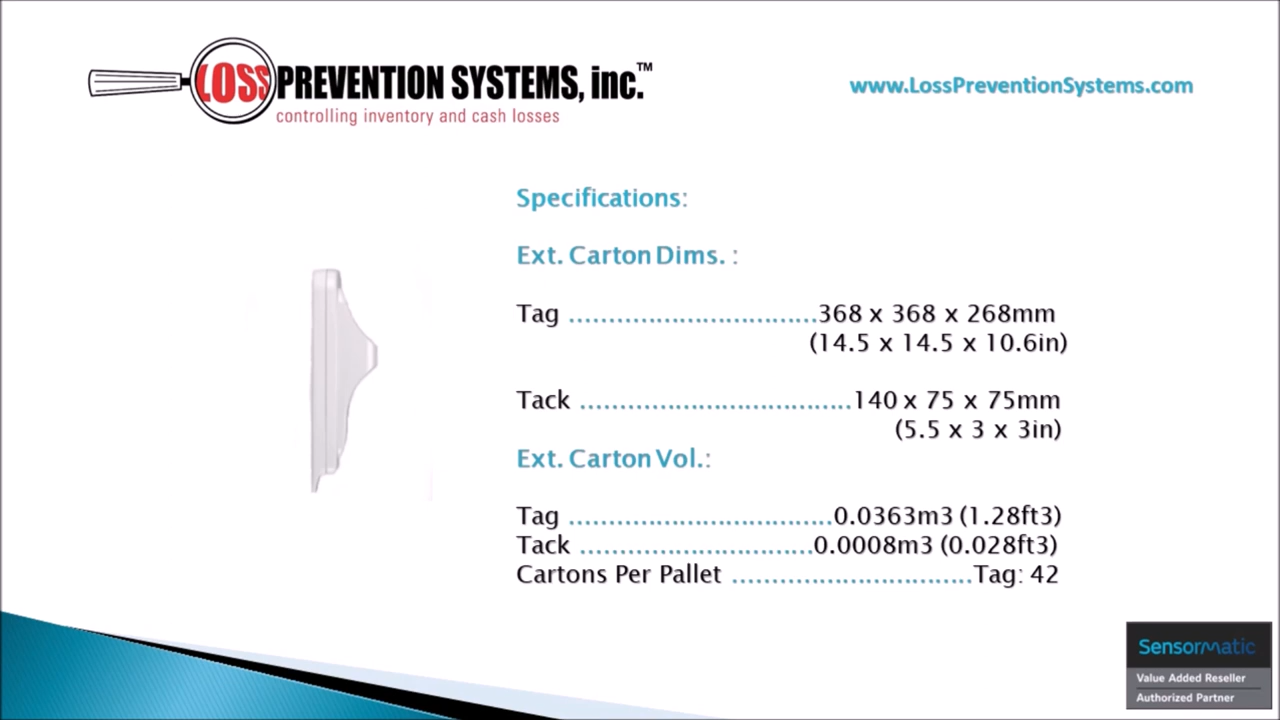 LOSS PREVENTION SYSTEMS, inc.™
controlling inventory and cash losses
www.LossPreventionSystems.com
Specifications:
Ext. Carton Dims. :
Tag ...............................368 x 368 x 268mm
(14.5 x 14.5 x 10.6in)
Tack ..................................140 x 75 x 75mm
(5.5 x 3 x 3in)
Ext. Carton Vol.:
Tag .................................0.0363m3 (1.28ft3)
Tack .............................0.0008m3 (0.028ft3)
Cartons Per Pallet ..............................Tag: 42
Sensormatic
Value Added Reseller
Authorized Partner